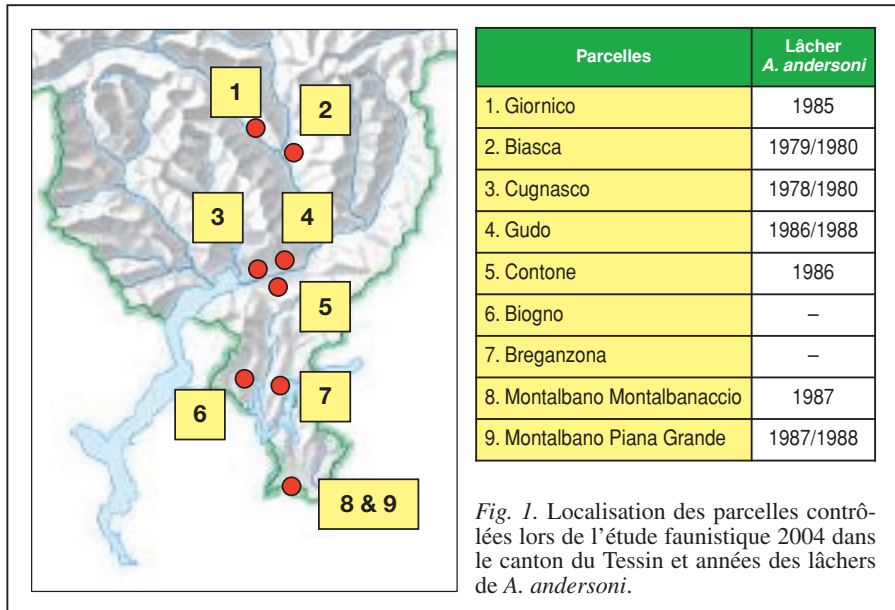 1
2
3
4
5
6
7
8 & 9
Parcelles
Lâcher
A. andersoni
1. Giornico
1985
2. Biasca
1979/1980
3. Cugnasco
1978/1980
4. Gudo
1986/1988
5. Contone
1986
6. Biogno
–
7. Breganzona
–
8. Montalbano Montalbanaccio
1987
9. Montalbano Piana Grande
1987/1988
Fig. 1. Localisation des parcelles contrô-
lées lors de l'étude faunistique 2004 dans
le canton du Tessin et années des lâchers
de A. andersoni.